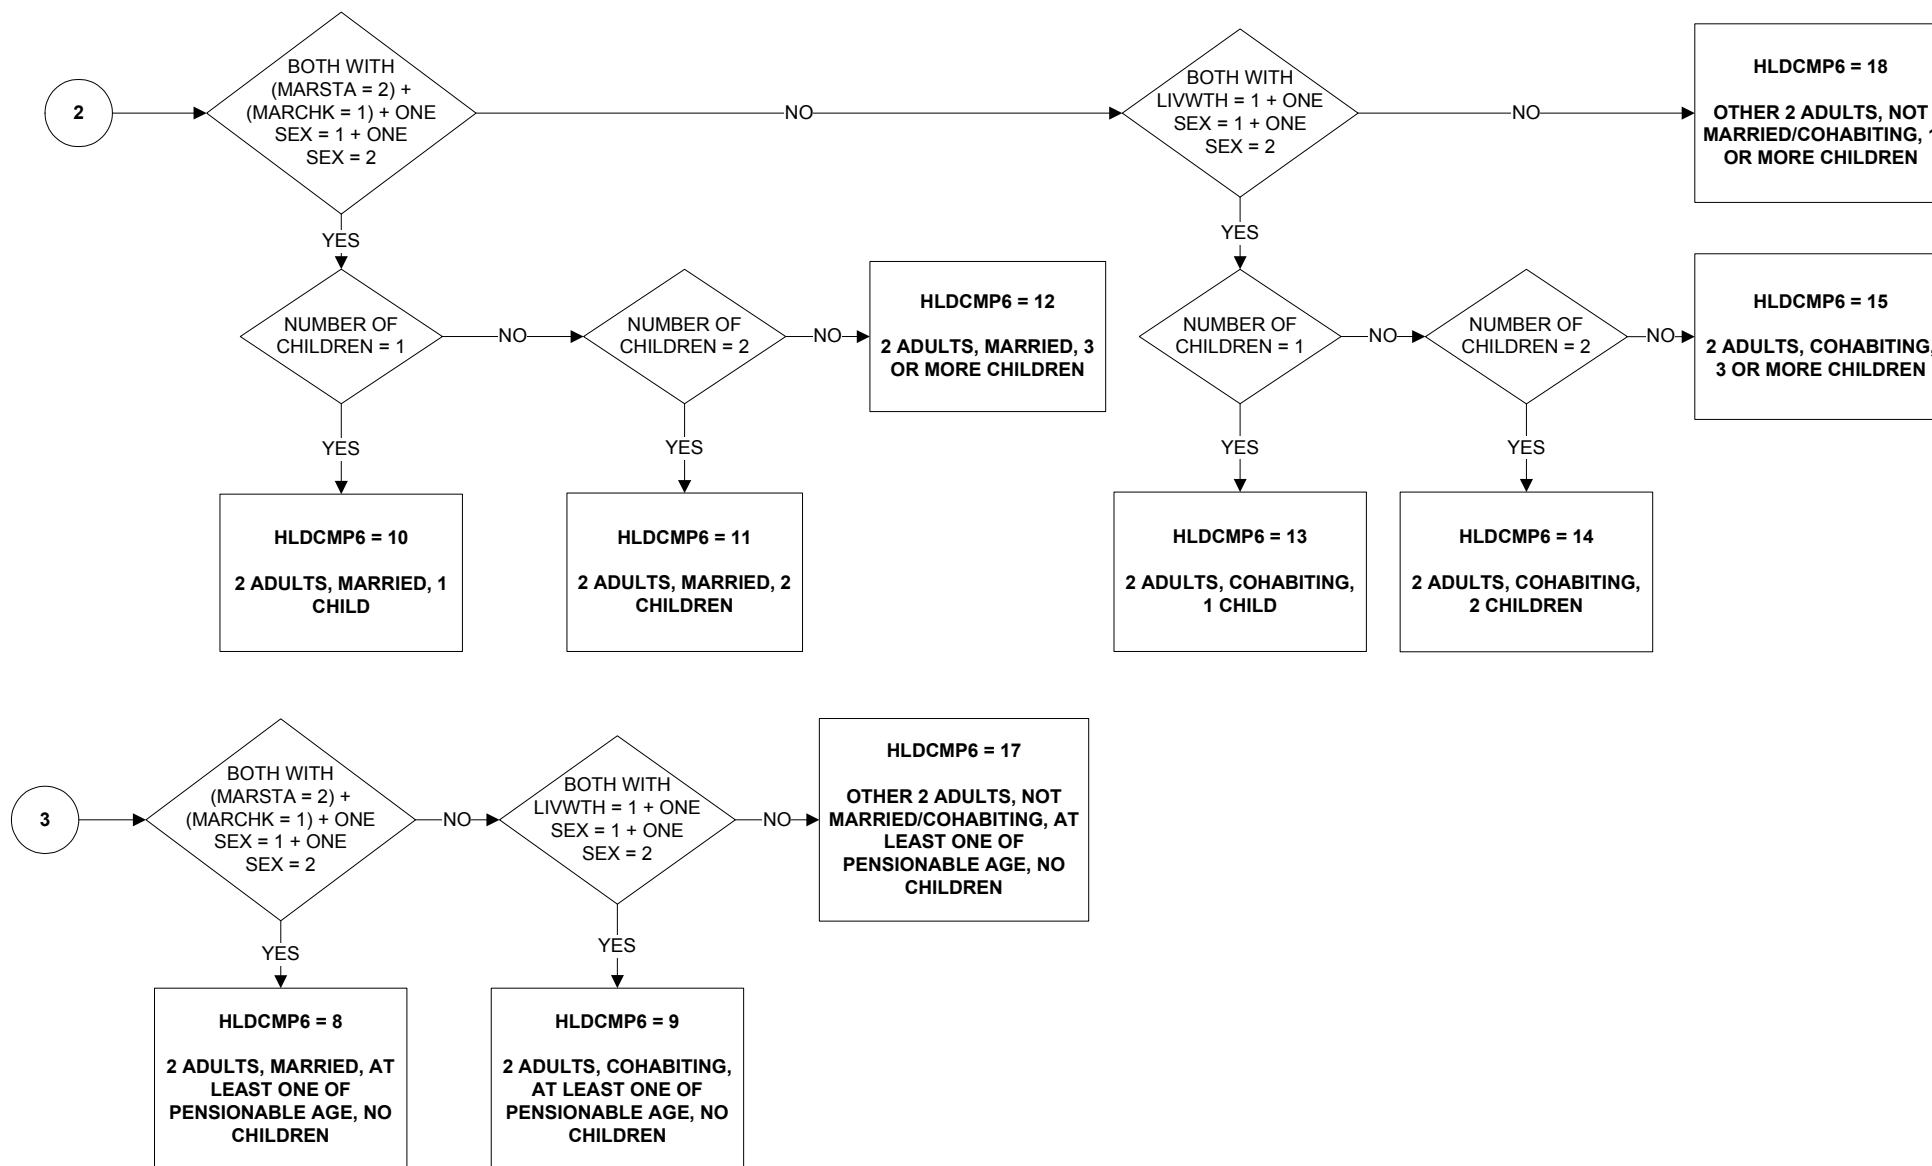 2
BOTH WITH
(MARSTA = 2) +
(MARCHK = 1) + ONE
SEX = 1 + ONE
SEX = 2
NO
BOTH WITH
LIVWTH = 1 + ONE
SEX = 1 + ONE
SEX = 2
NO
HLDCMP6 = 18
OTHER 2 ADULTS, NOT
MARRIED/COHABITING, 1
OR MORE CHILDREN
YES
YES
NUMBER OF
CHILDREN = 1
NO
NUMBER OF
CHILDREN = 2
NO
HLDCMP6 = 12
2 ADULTS, MARRIED, 3
OR MORE CHILDREN
NUMBER OF
CHILDREN = 1
NO
NUMBER OF
CHILDREN = 2
NO
HLDCMP6 = 15
2 ADULTS, COHABITING,
3 OR MORE CHILDREN
YES
YES
YES
YES
HLDCMP6 = 10
2 ADULTS, MARRIED, 1
CHILD
HLDCMP6 = 11
2 ADULTS, MARRIED, 2
CHILDREN
HLDCMP6 = 13
2 ADULTS, COHABITING,
1 CHILD
HLDCMP6 = 14
2 ADULTS, COHABITING,
2 CHILDREN
3
BOTH WITH
(MARSTA = 2) +
(MARCHK = 1) + ONE
SEX = 1 + ONE
SEX = 2
NO
BOTH WITH
LIVWTH = 1 + ONE
SEX = 1 + ONE
SEX = 2
NO
HLDCMP6 = 17
OTHER 2 ADULTS, NOT
MARRIED/COHABITING, AT
LEAST ONE OF
PENSIONABLE AGE, NO
CHILDREN
YES
YES
HLDCMP6 = 8
2 ADULTS, MARRIED, AT
LEAST ONE OF
PENSIONABLE AGE, NO
CHILDREN
HLDCMP6 = 9
2 ADULTS, COHABITING,
AT LEAST ONE OF
PENSIONABLE AGE, NO
CHILDREN